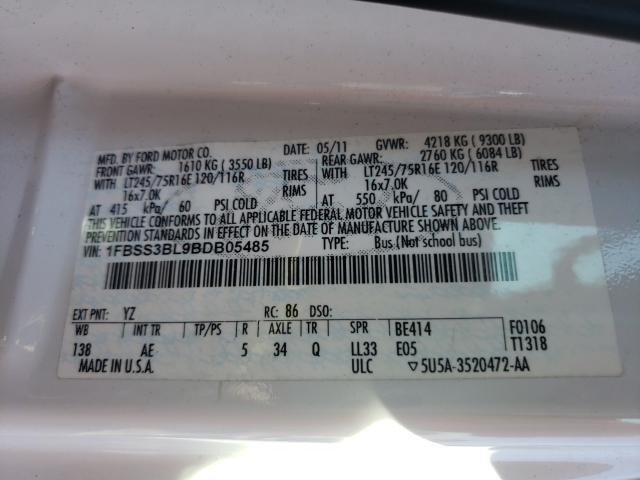 MFD. BY FORD MOTOR CO.
DATE: 05/11 GVWR: 4218 KG ( 9300 LB)
FRONT GAWR: 1610 KG ( 3550 LB) REAR GAWR: 2760 KG ( 6084 LB)
WITH LT245/75R16E 120/116R TIRES WITH LT245/75R16E 120/116R TIRES
16x7.0K RIMS 16x7.0K RIMS
AT 415 kPa/ 60 PSI COLD AT 550 kPa/ 80 PSI COLD
THIS VEHICLE CONFORMS TO ALL APPLICABLE FEDERAL MOTOR VEHICLE SAFETY AND THEFT
PREVENTION STANDARDS IN EFFECT ON THE DATE OF MANUFACTURE SHOWN ABOVE.
VIN: 1FBSS3BL9BDB05485 TYPE: Bus (Not school bus)
EXT PNT: YZ RC: 86 DSO:
WB INT TR TP/PS R AXLE TR SPR BE414 F0106
138 AE 5 34 Q LL33 E05 T1318
MADE IN U.S.A. ULC ▽5U5A-3520472-AA